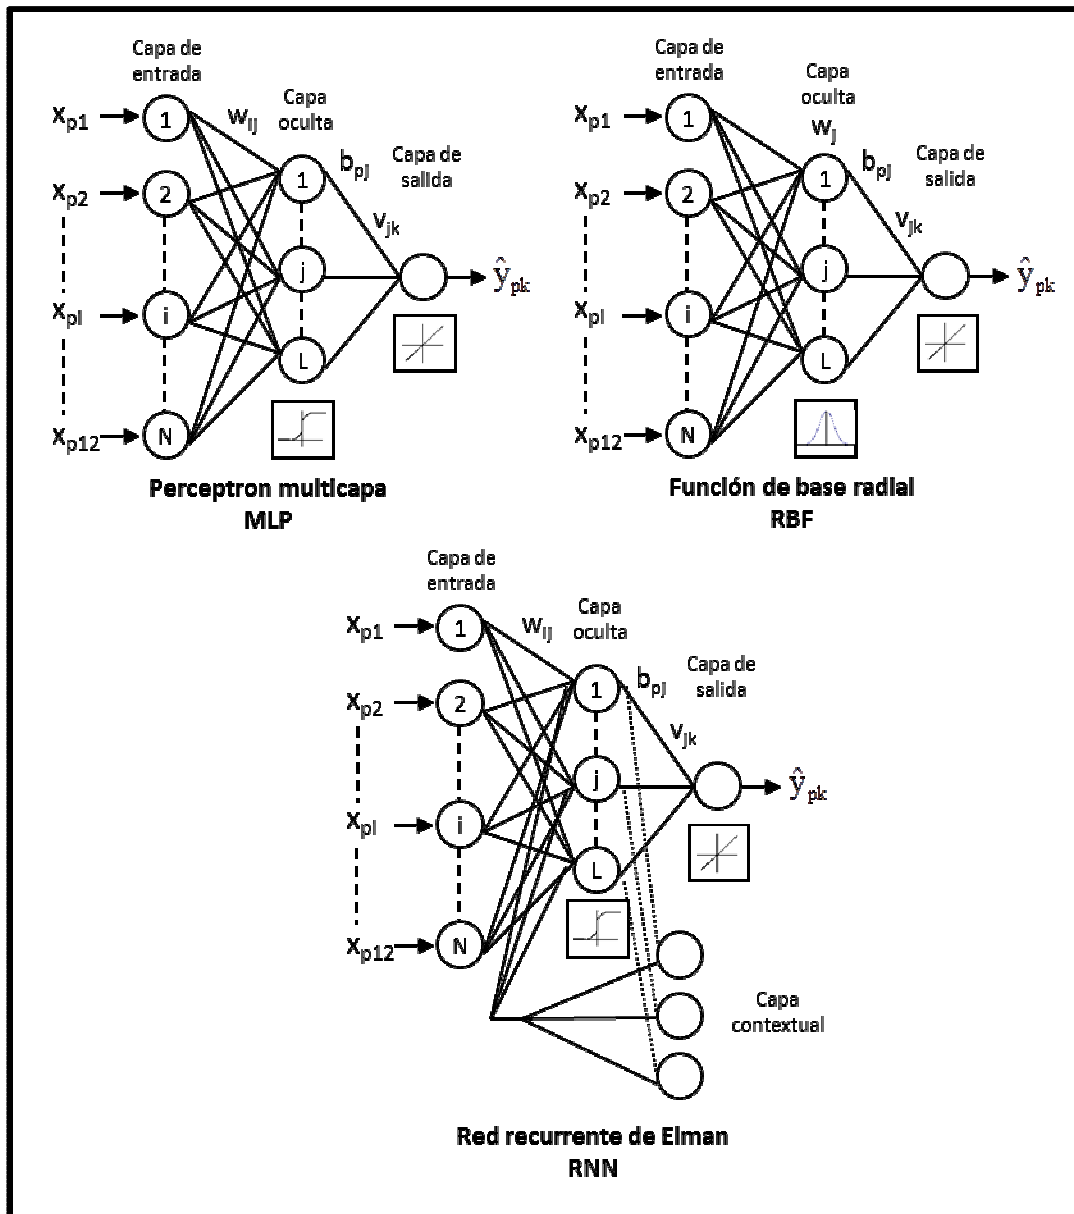 Capa de
entrada
x_p1
1
w_ij
Capa
oculta
x_p2
2
1
b_pj
Capa de
salida
v_jk
j
ŷ_pk
x_pi
i
L
x_p12
N
Perceptron multicapa
MLP
Capa de
entrada
x_p1
1
Capa
oculta
w_j
x_p2
2
1
b_pj
Capa de
salida
v_jk
j
ŷ_pk
x_pi
i
L
x_p12
N
Función de base radial
RBF
Capa de
entrada
x_p1
1
w_ij
Capa
oculta
x_p2
2
1
b_pj
Capa de
salida
v_jk
j
ŷ_pk
x_pi
i
L
x_p12
N
Capa
contextual
Red recurrente de Elman
RNN